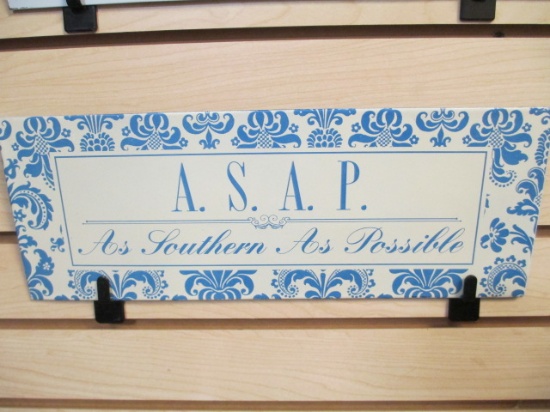 A. S. A. P.
As Southern As Possible